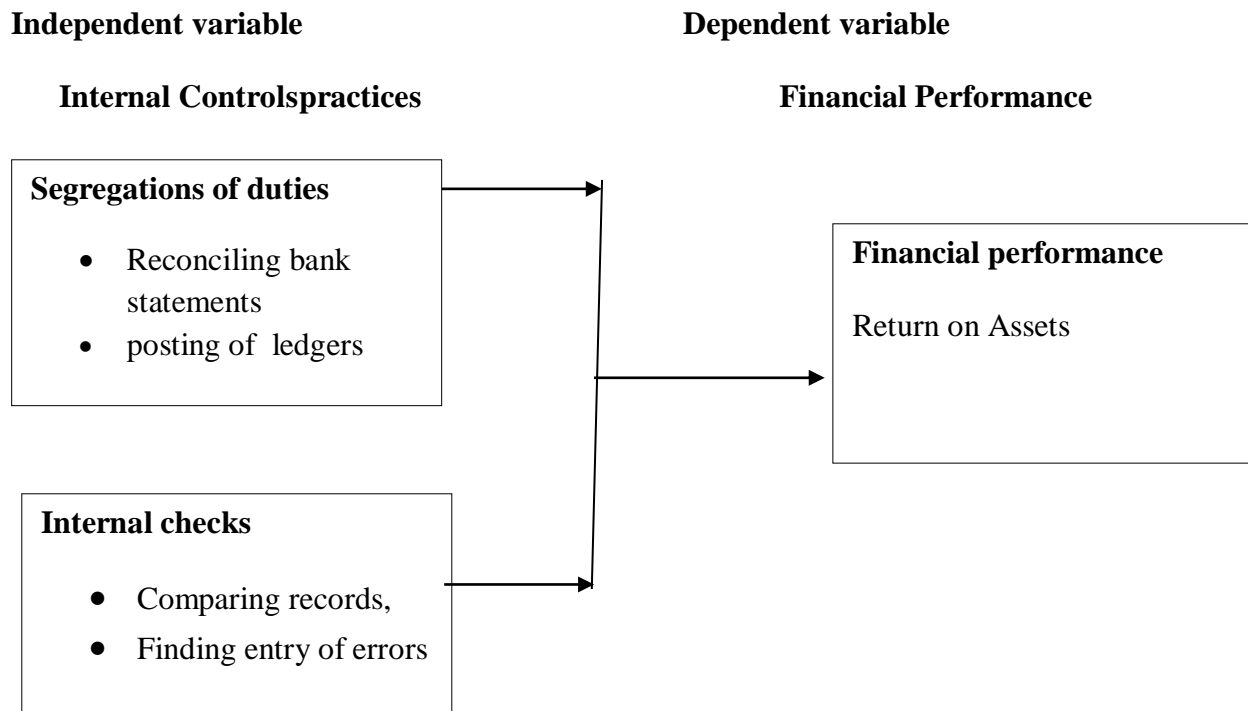 Independent variable
Dependent variable
Internal Controlspractices
Financial Performance
Segregations of duties
• Reconciling bank
statements
• posting of ledgers
Financial performance
Return on Assets
Internal checks
• Comparing records,
• Finding entry of errors